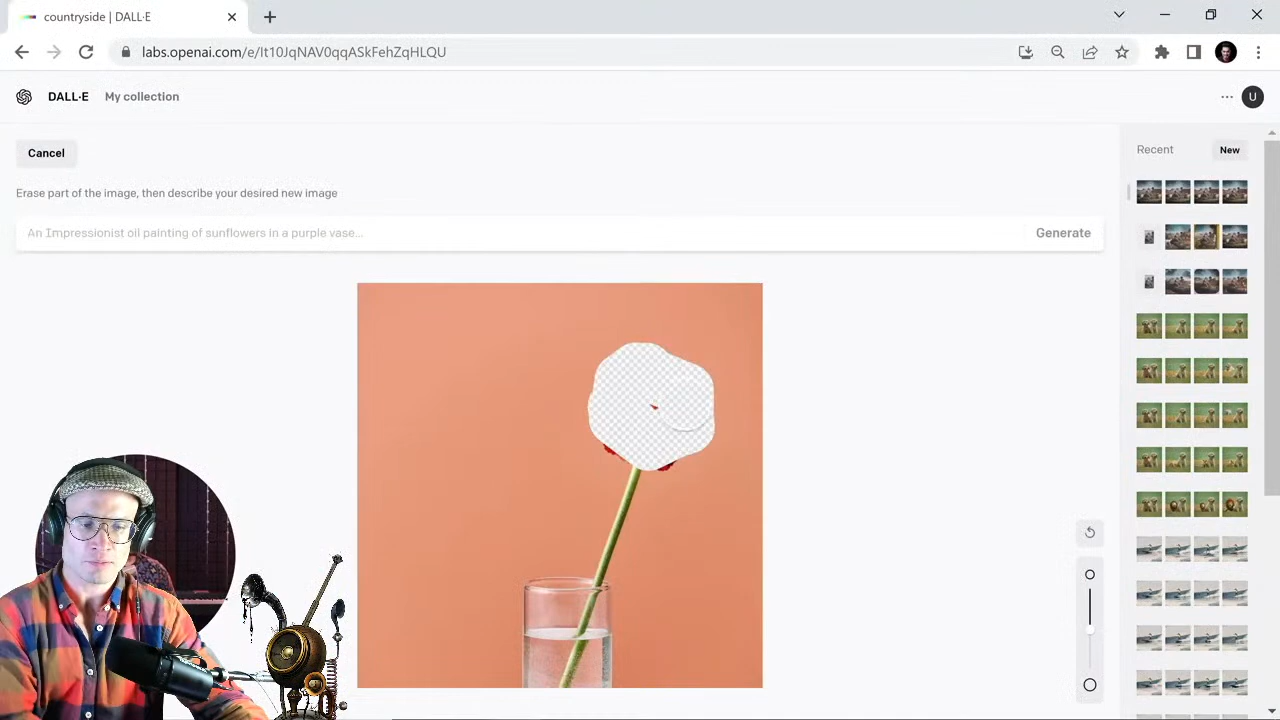 countryside | DALL·E
labs.openai.com/e/It10JqNAV0qqASkFehZqHLQU
DALL·E My collection
U
Cancel
Recent New
Erase part of the image, then describe your desired new image
An Impressionist oil painting of sunflowers in a purple vase... Generate